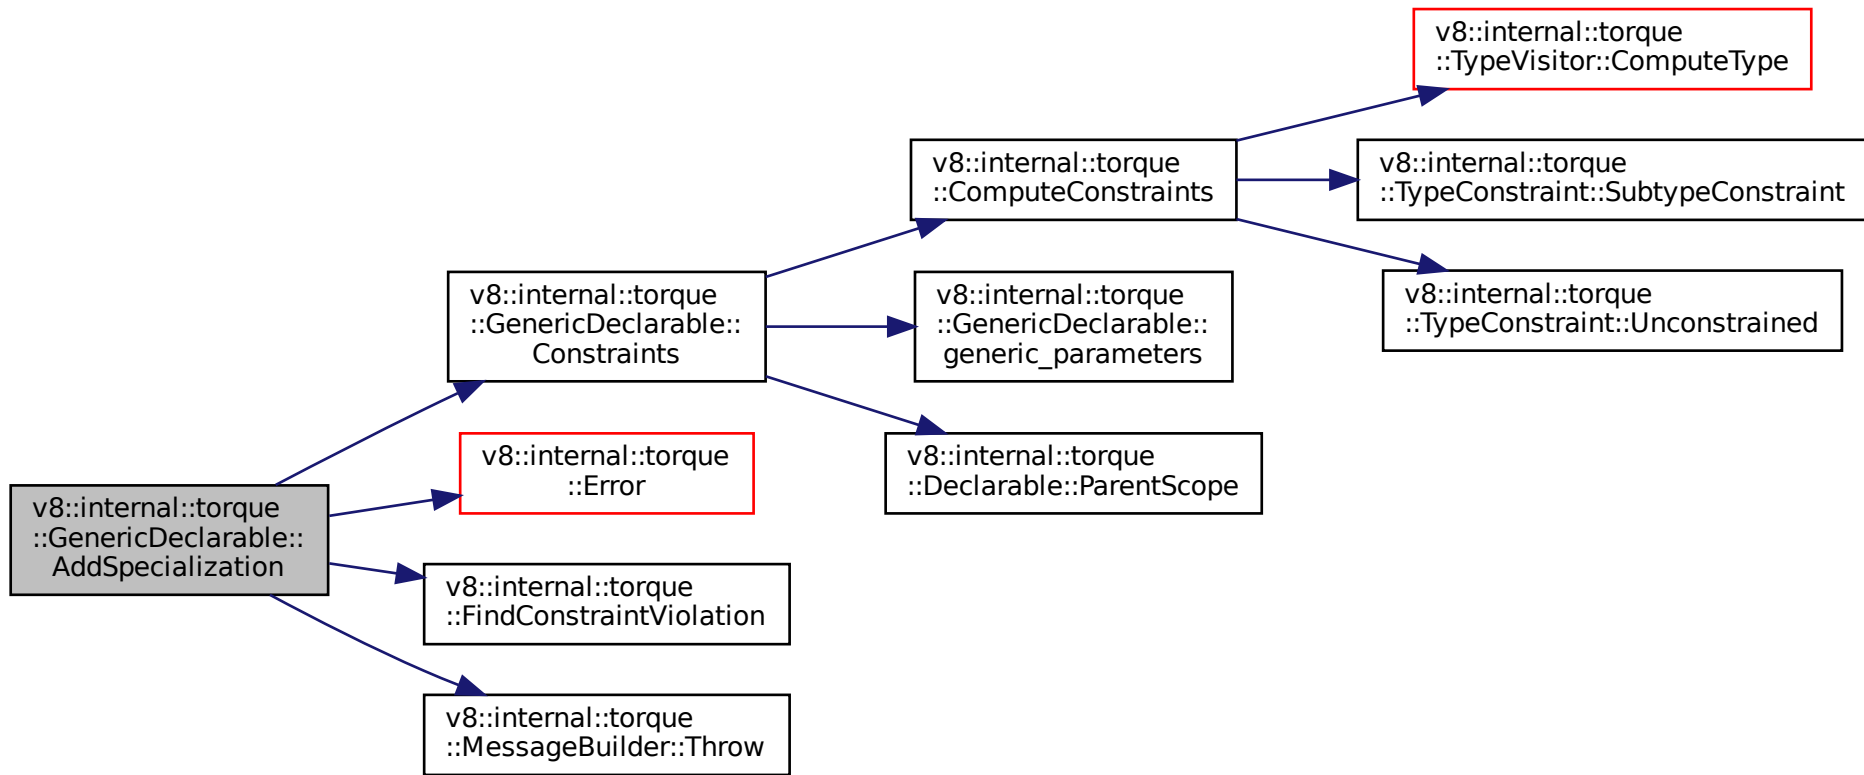 v8::internal::torque
::TypeVisitor::ComputeType
v8::internal::torque
::ComputeConstraints
v8::internal::torque
::TypeConstraint::SubtypeConstraint
v8::internal::torque
::GenericDeclarable::
Constraints
v8::internal::torque
::GenericDeclarable::
generic_parameters
v8::internal::torque
::TypeConstraint::Unconstrained
v8::internal::torque
::Error
v8::internal::torque
::Declarable::ParentScope
v8::internal::torque
::GenericDeclarable::
AddSpecialization
v8::internal::torque
::FindConstraintViolation
v8::internal::torque
::MessageBuilder::Throw